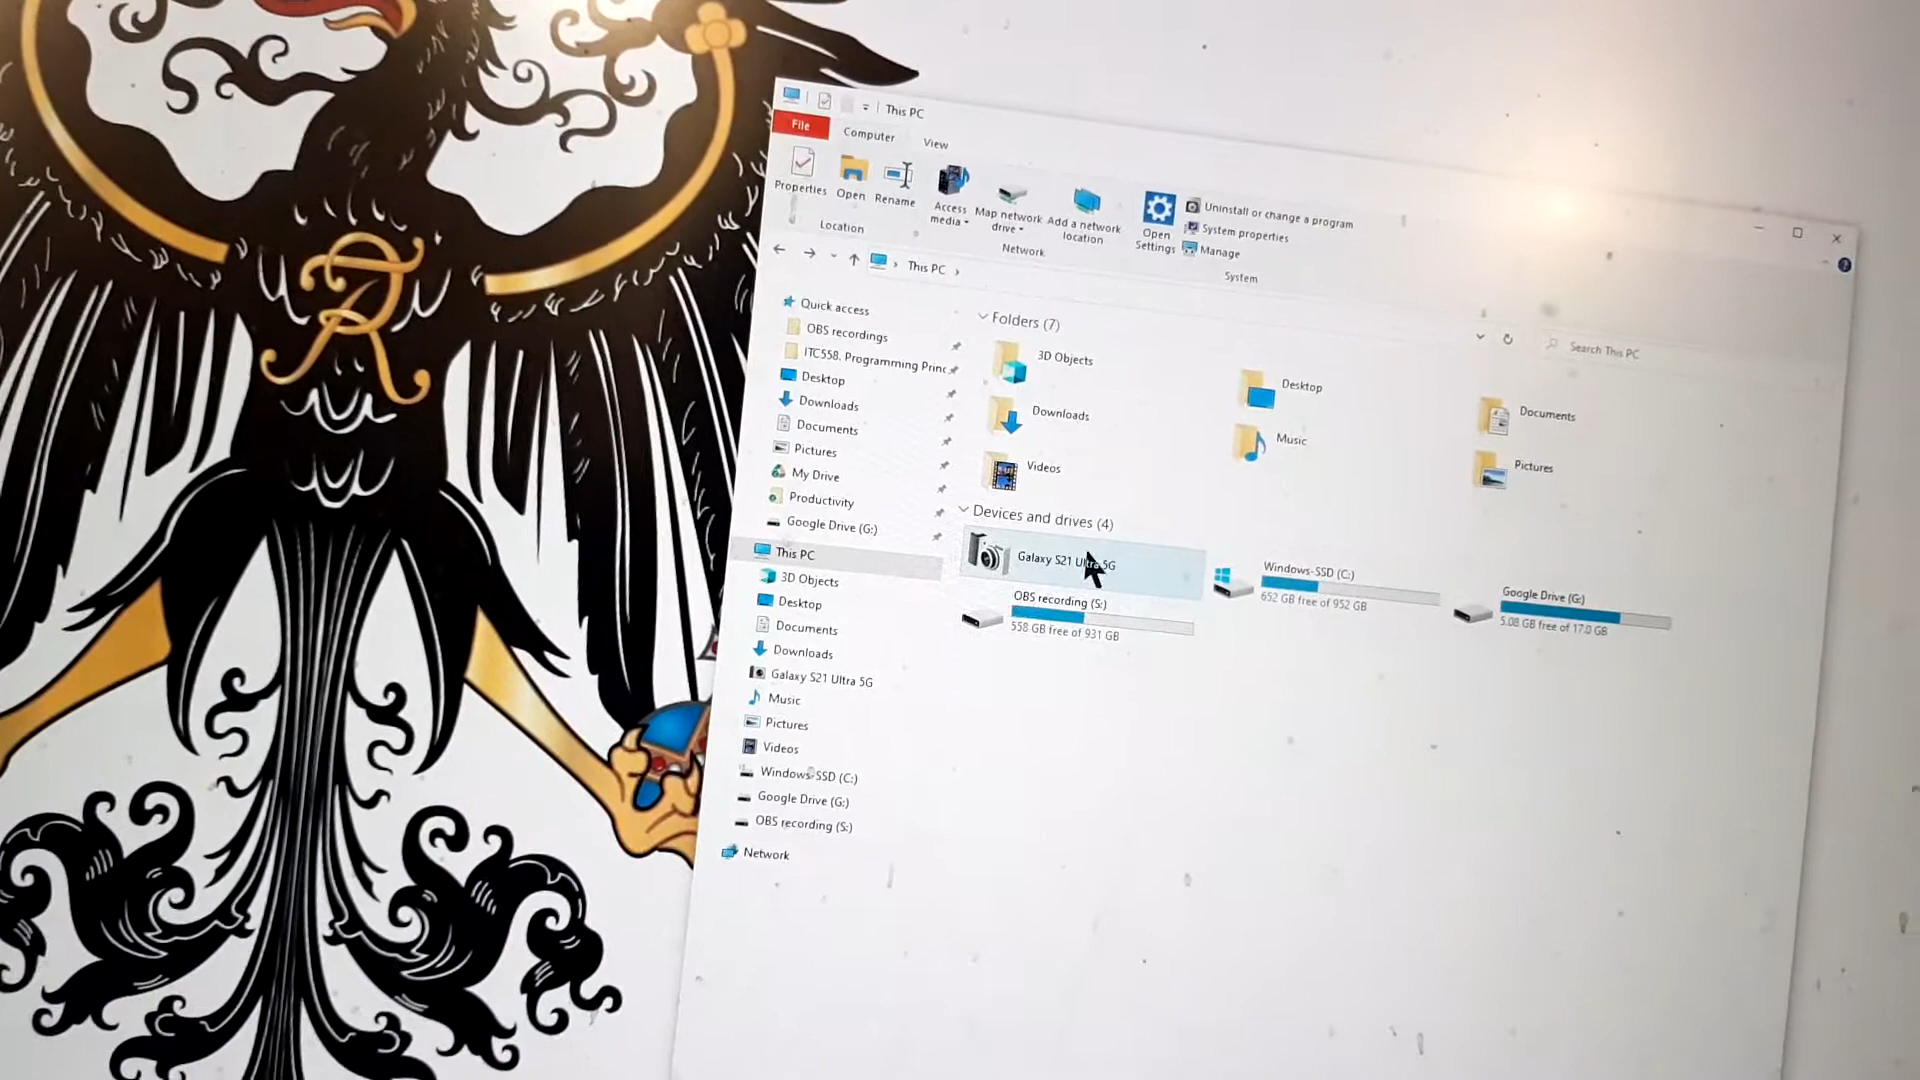 This PC
File
Computer
View
Properties
Open
Rename
Access media
Map network drive
Add a network location
Open Settings
Uninstall or change a program
System properties
Manage
Location
Network
System
This PC
Search This PC
Quick access
OBS recordings
ITC558. Programming Princ
Desktop
Downloads
Documents
Pictures
My Drive
Productivity
Google Drive (G:)
This PC
3D Objects
Desktop
Documents
Downloads
Galaxy S21 Ultra 5G
Music
Pictures
Videos
Windows-SSD (C:)
Google Drive (G:)
OBS recording (S:)
Network
Folders (7)
3D Objects
Desktop
Documents
Downloads
Music
Pictures
Videos
Devices and drives (4)
Galaxy S21 Ultra 5G
Windows-SSD (C:)
652 GB free of 952 GB
Google Drive (G:)
5.08 GB free of 17.0 GB
OBS recording (S:)
558 GB free of 931 GB